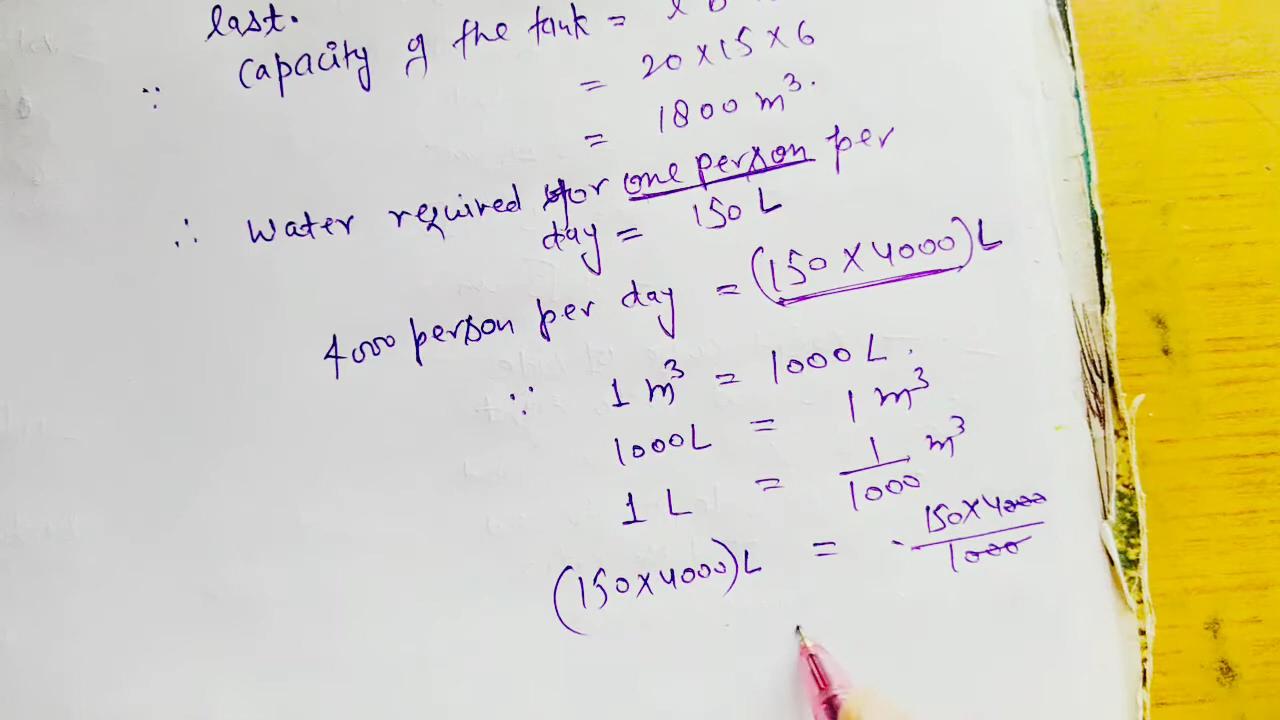 last.
∵ Capacity of the tank = l × b ×
= 20 × 15 × 6
= 1800 m³.
∴ Water required for one person per
day = 150 L
4000 person per day = (150 × 4000) L
∵ 1 m³ = 1000 L.
1000 L = 1 m³
1 L = 1/1000 m³
(150 × 4000) L = 150 × 4000 / 1000